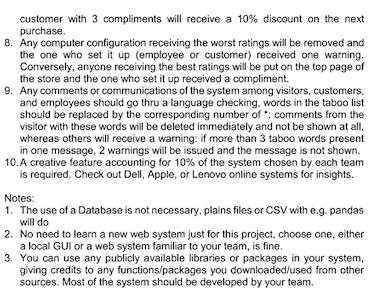 customer with 3 compliments will receive a 10% discount on the next
purchase.
8. Any computer configuration receiving the worst ratings will be removed and
the one who set it up (employee or customer) received one warning.
Conversely, anyone receiving the best ratings will be put on the top page of
the store and the one who set it up received a compliment.
9. Any comments or communications of the system among visitors, customers,
and employees should go thru a language checking, words in the taboo list
should be replaced by the corresponding number of *: comments from the
visitor with these words will be deleted immediately and not be shown at all,
whereas others will receive a warning: if more than 3 taboo words present
in one message, 2 warnings will be issued and the message is not shown.
10. A creative feature accounting for 10% of the system chosen by each team
is required. Check out Dell, Apple, or Lenovo online systems for insights.
Notes:
1. The use of a Database is not necessary, plains files or CSV with e.g. pandas
will do
2. No need to learn a new web system just for this project, choose one, either
a local GUI or a web system familiar to your team, is fine.
3. You can use any publicly available libraries or packages in your system,
giving credits to any functions/packages you downloaded/used from other
sources. Most of the system should be developed by your team.